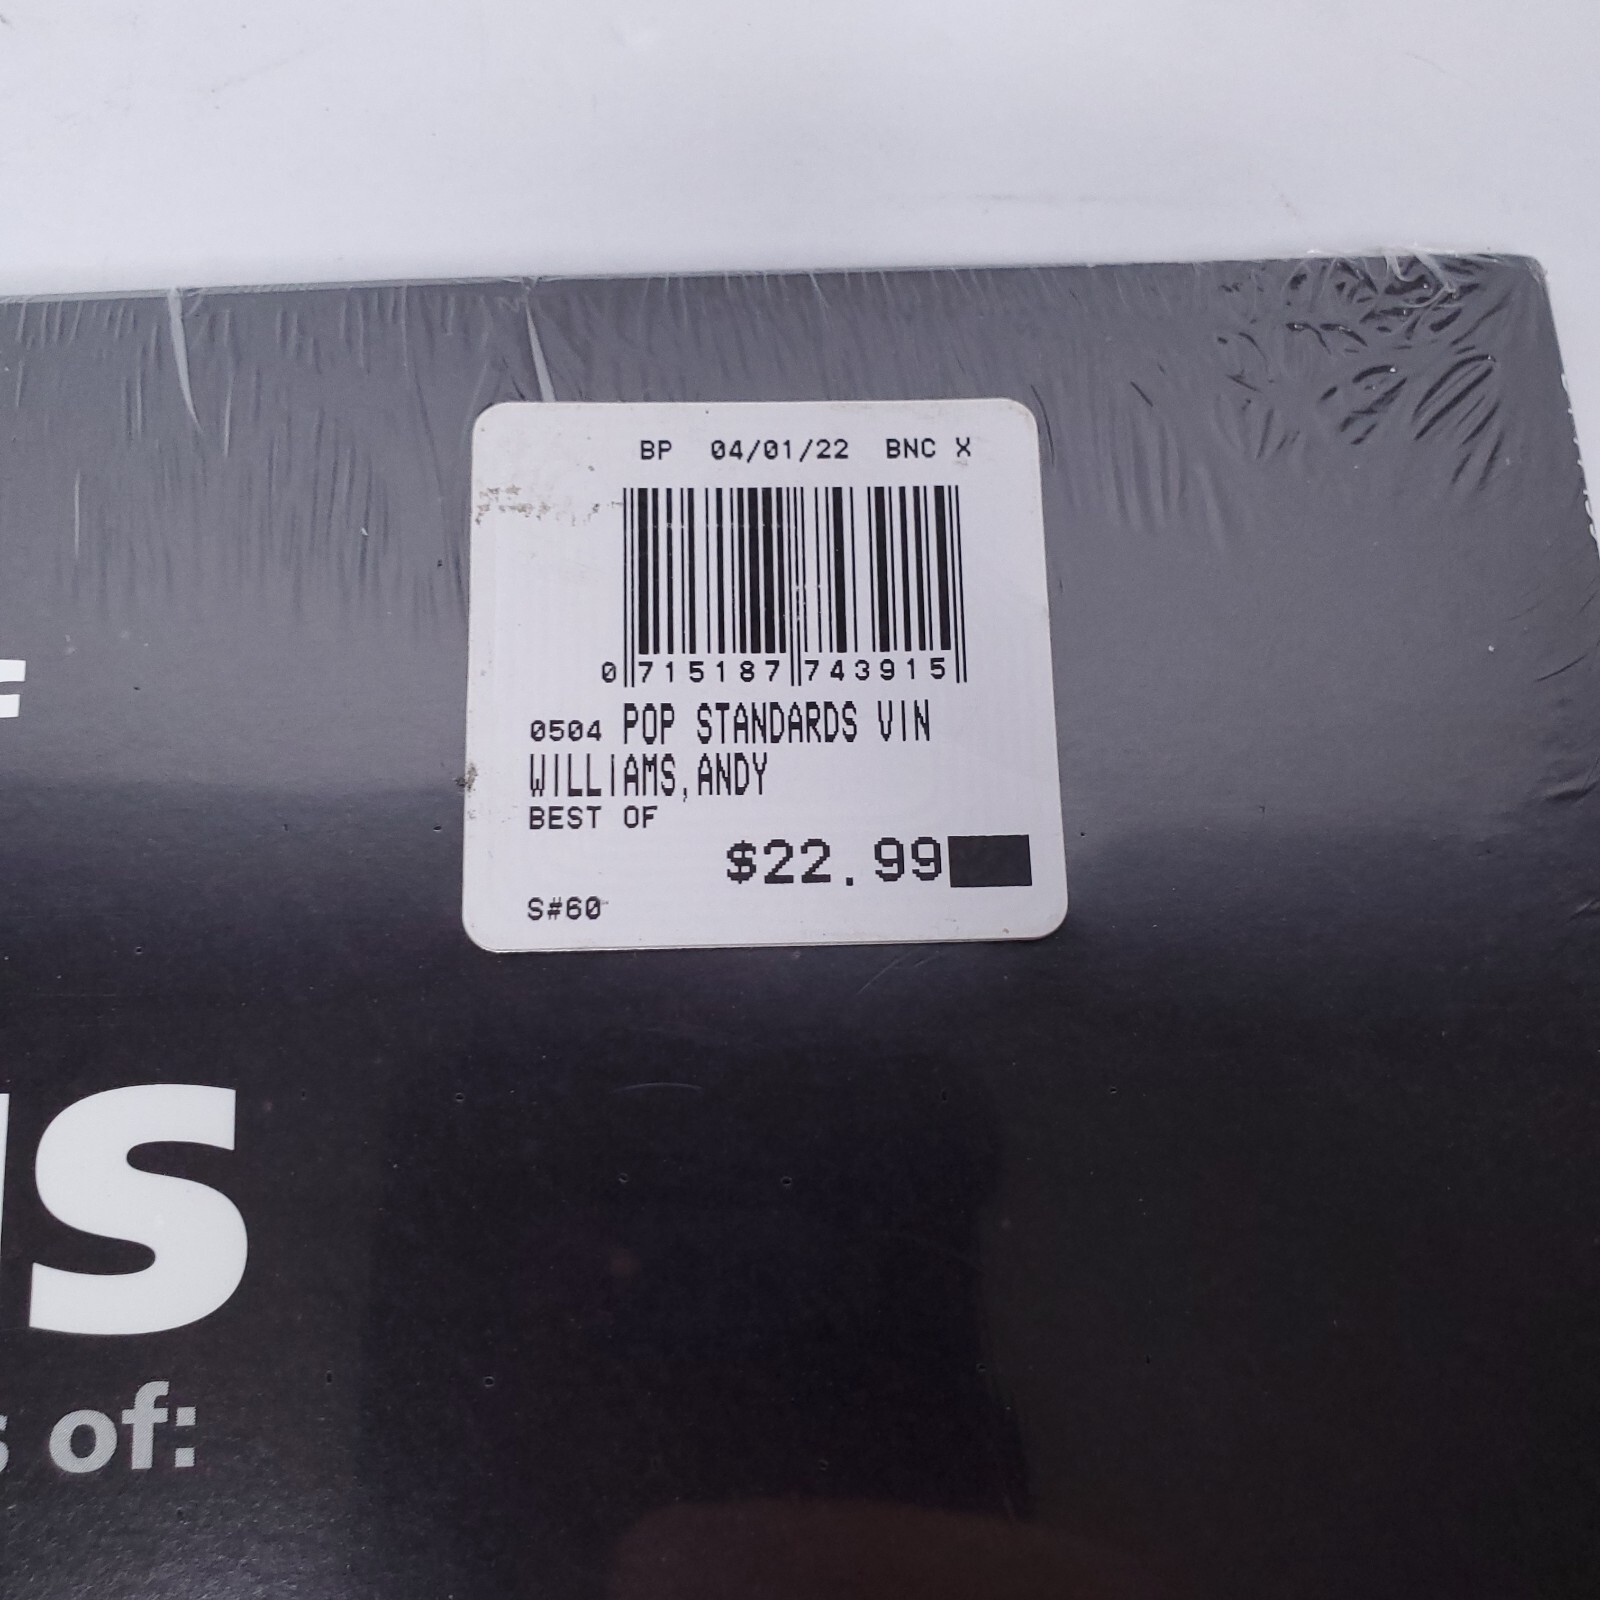 BP 04/01/22 BNC X
0 715187 743915
0504 POP STANDARDS VIN
WILLIAMS,ANDY
BEST OF
$22.99
S#60
of: